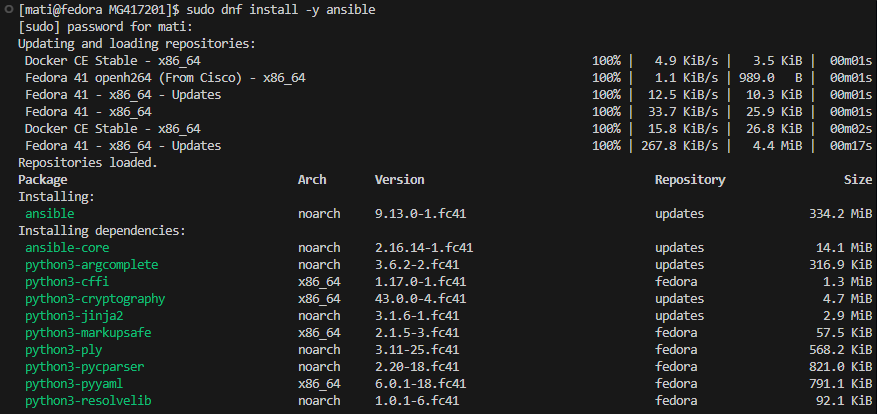 [mati@fedora MG417201]$ sudo dnf install -y ansible
[sudo] password for mati:
Updating and loading repositories:
Docker CE Stable - x86_64 100% | 4.9 KiB/s | 3.5 KiB | 00m01s
Fedora 41 openh264 (From Cisco) - x86_64 100% | 1.1 KiB/s | 989.0 B | 00m01s
Fedora 41 - x86_64 - Updates 100% | 12.5 KiB/s | 10.3 KiB | 00m01s
Fedora 41 - x86_64 100% | 33.7 KiB/s | 25.9 KiB | 00m01s
Docker CE Stable - x86_64 100% | 15.8 KiB/s | 26.8 KiB | 00m02s
Fedora 41 - x86_64 - Updates 100% | 267.8 KiB/s | 4.4 MiB | 00m17s
Repositories loaded.
Package Arch Version Repository Size
Installing:
ansible noarch 9.13.0-1.fc41 updates 334.2 MiB
Installing dependencies:
ansible-core noarch 2.16.14-1.fc41 updates 14.1 MiB
python3-argcomplete noarch 3.6.2-2.fc41 updates 316.9 KiB
python3-cffi x86_64 1.17.0-1.fc41 fedora 1.3 MiB
python3-cryptography x86_64 43.0.0-4.fc41 updates 4.7 MiB
python3-jinja2 noarch 3.1.6-1.fc41 updates 2.9 MiB
python3-markupsafe x86_64 2.1.5-3.fc41 fedora 57.5 KiB
python3-ply noarch 3.11-25.fc41 fedora 568.2 KiB
python3-pycparser noarch 2.20-18.fc41 fedora 821.0 KiB
python3-pyyaml x86_64 6.0.1-18.fc41 fedora 791.1 KiB
python3-resolvelib noarch 1.0.1-6.fc41 fedora 92.1 KiB